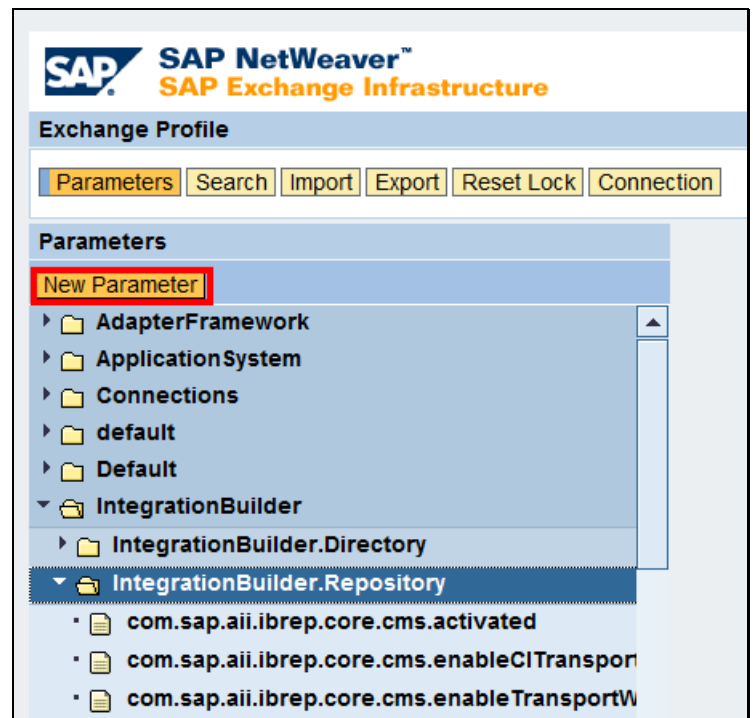 SAP SAP NetWeaver™
SAP Exchange Infrastructure
Exchange Profile
Parameters Search Import Export Reset Lock Connection
Parameters
New Parameter
AdapterFramework
ApplicationSystem
Connections
default
Default
IntegrationBuilder
IntegrationBuilder.Directory
IntegrationBuilder.Repository
com.sap.aii.ibrep.core.cms.activated
com.sap.aii.ibrep.core.cms.enableClTransport
com.sap.aii.ibrep.core.cms.enableTransportW